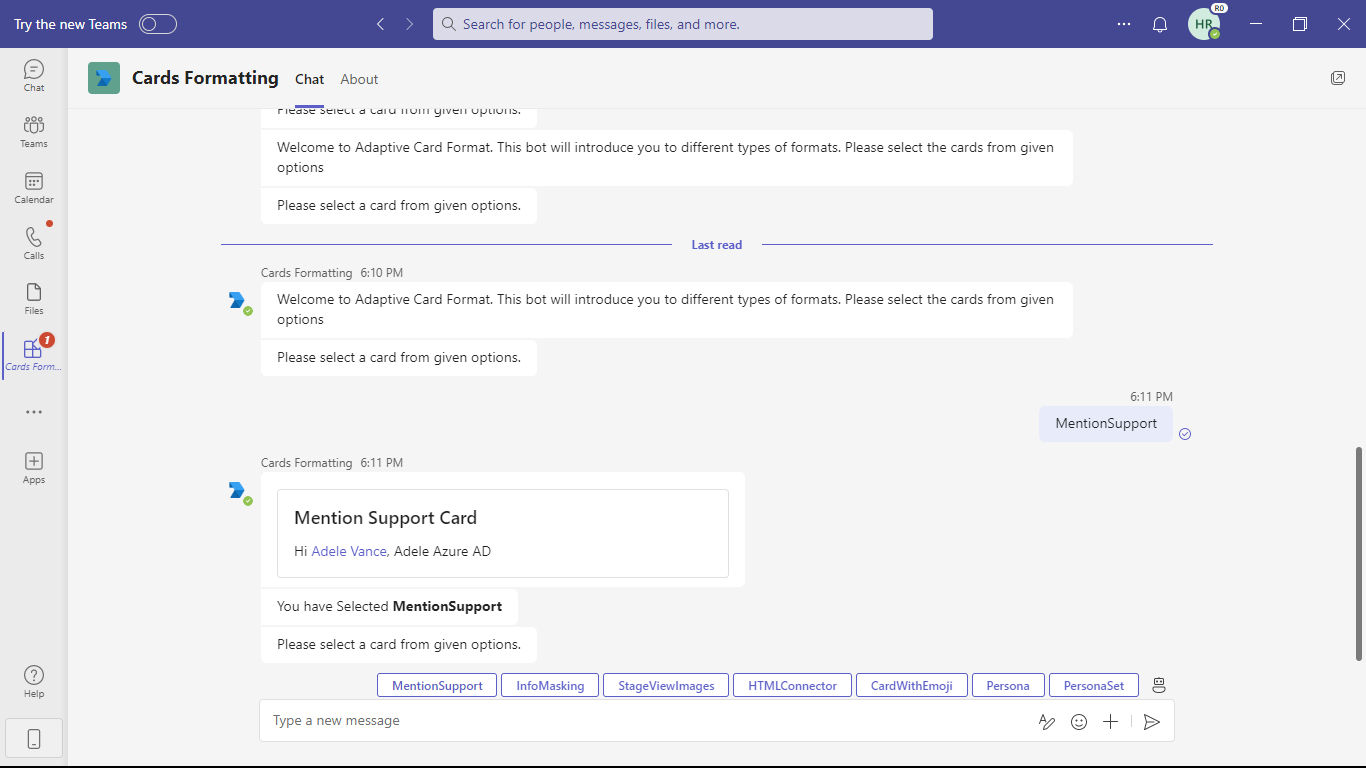 Try the new Teams
Search for people, messages, files, and more.
HR
R0
Chat
Teams
Calendar
Calls
Files
1
Cards Form...
Apps
Help
Cards Formatting
Chat
About
Please select a card from given options.
Welcome to Adaptive Card Format. This bot will introduce you to different types of formats. Please select the cards from given
options
Please select a card from given options.
Last read
Cards Formatting 6:10 PM
Welcome to Adaptive Card Format. This bot will introduce you to different types of formats. Please select the cards from given
options
Please select a card from given options.
6:11 PM
MentionSupport
Cards Formatting 6:11 PM
Mention Support Card
Hi Adele Vance, Adele Azure AD
You have Selected MentionSupport
Please select a card from given options.
MentionSupport
InfoMasking
StageViewImages
HTMLConnector
CardWithEmoji
Persona
PersonaSet
Type a new message